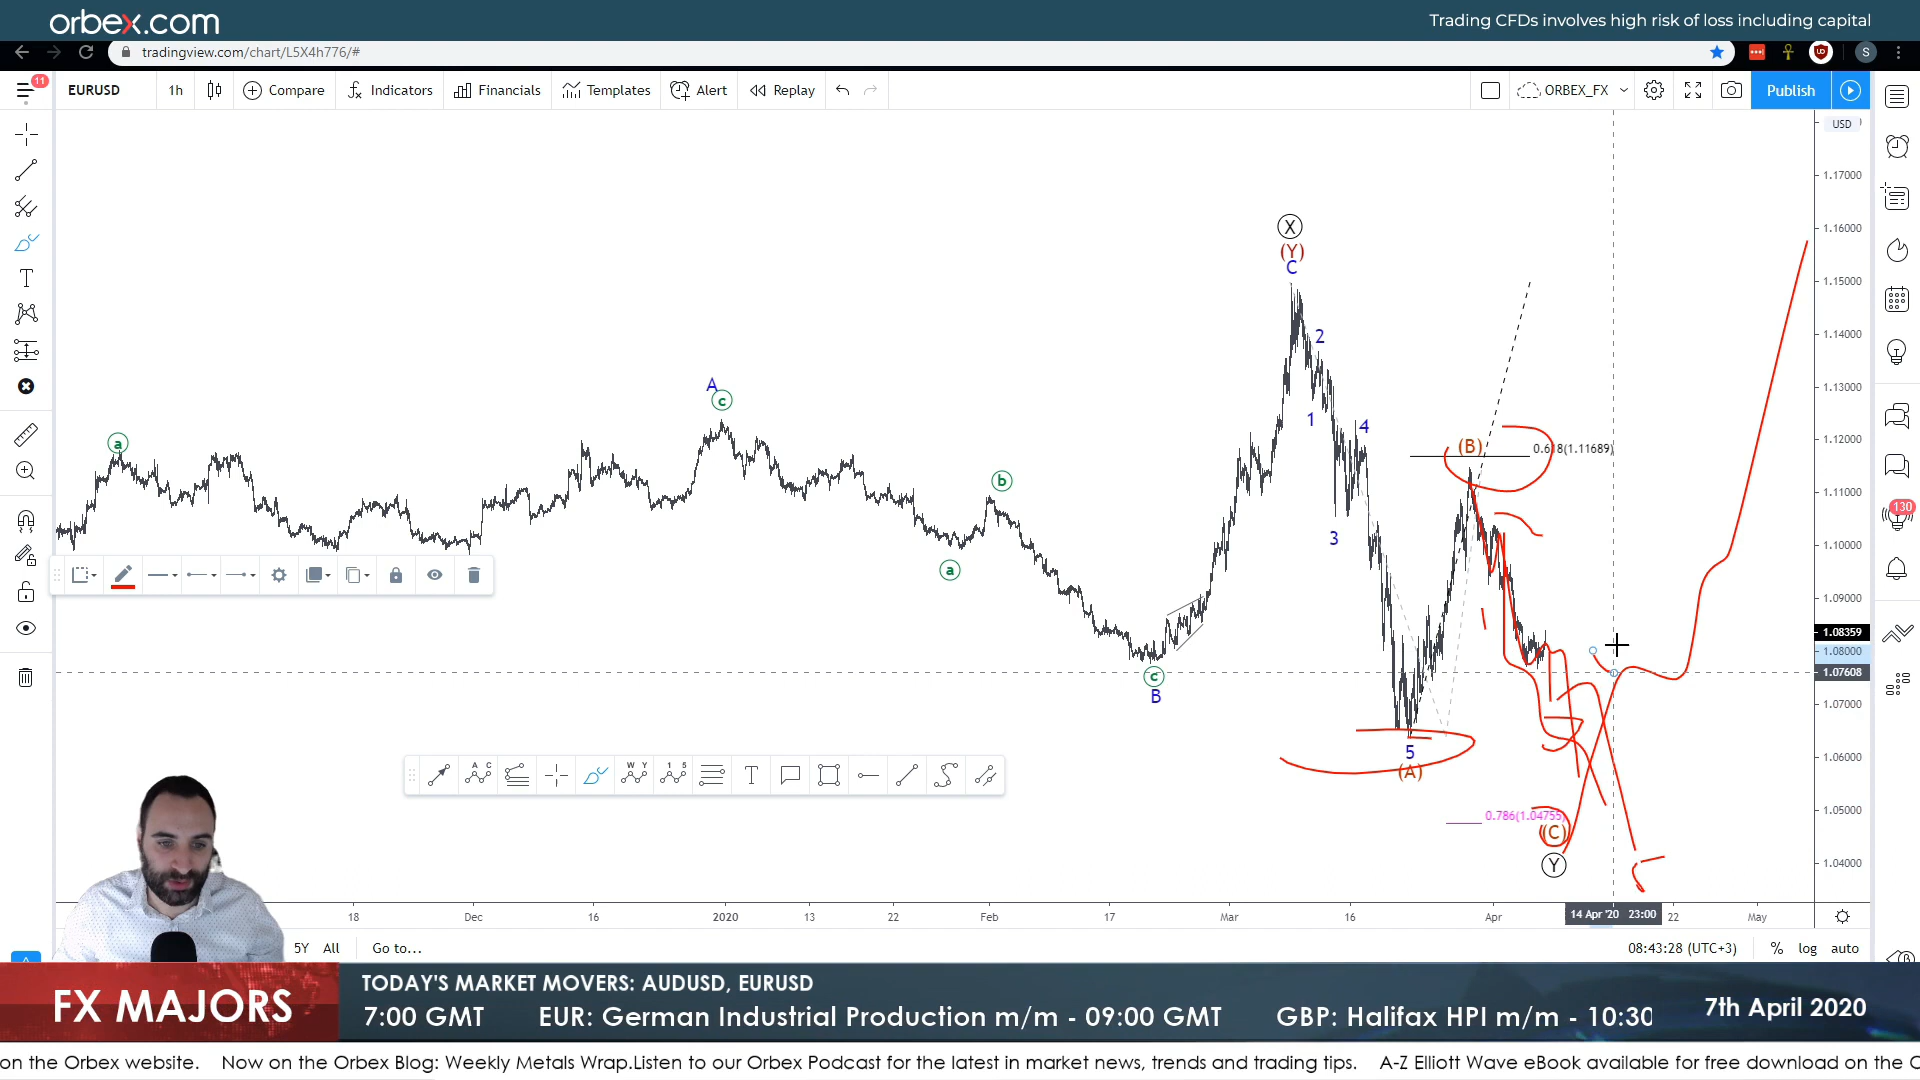 orbex.com
Trading CFDs involves high risk of loss including capital
tradingview.com/chart/L5X4h776/#
S
11
EURUSD
1h
Compare
Indicators
Financials
Templates
Alert
Replay
ORBEX_FX
Publish
USD
1.17000
1.16000
1.15000
1.14000
1.13000
1.12000
1.11000
1.10000
1.09000
1.08359
1.08000
1.07608
1.07000
1.06000
1.05000
1.04000
130
X
(Y)
C
2
1
4
3
A
c
a
b
a
c
B
(B)
0.618(1.11689)
5
(A)
0.786(1.04755)
(C)
Y
A C
W Y
1 5
T
T
18
Dec
16
2020
13
22
Feb
17
Mar
16
Apr
14 Apr '20 23:00
22
May
5Y
All
Go to...
08:43:28 (UTC+3)
%
log
auto
FX MAJORS
TODAY'S MARKET MOVERS: AUDUSD, EURUSD
7:00 GMT EUR: German Industrial Production m/m - 09:00 GMT GBP: Halifax HPI m/m - 10:30
7th April 2020
on the Orbex website. Now on the Orbex Blog: Weekly Metals Wrap.Listen to our Orbex Podcast for the latest in market news, trends and trading tips. A-Z Elliott Wave eBook available for free download on the